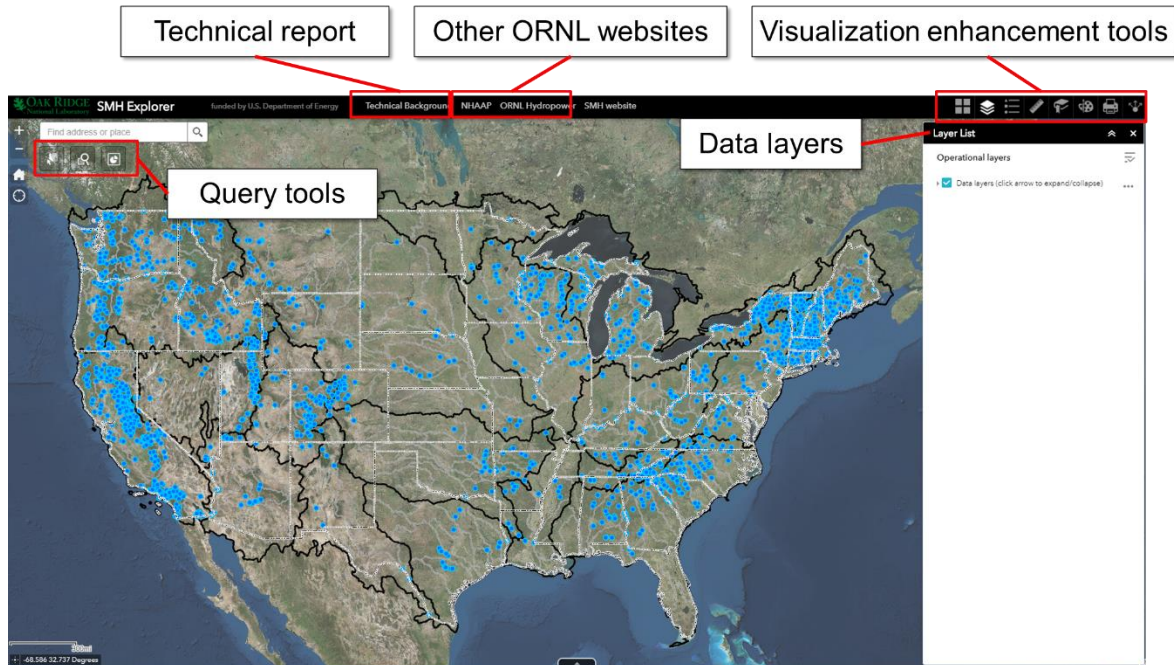 Technical report
Other ORNL websites
Visualization enhancement tools
OAK RIDGE
National Laboratory
SMH Explorer
funded by U.S. Department of Energy
Technical Background
NHAAP
ORNL Hydropower
SMH website
Find address or place
Data layers
Layer List
Operational layers
Data layers (click arrow to expand/collapse)
Query tools
300mi
-68.586 32.737 Degrees